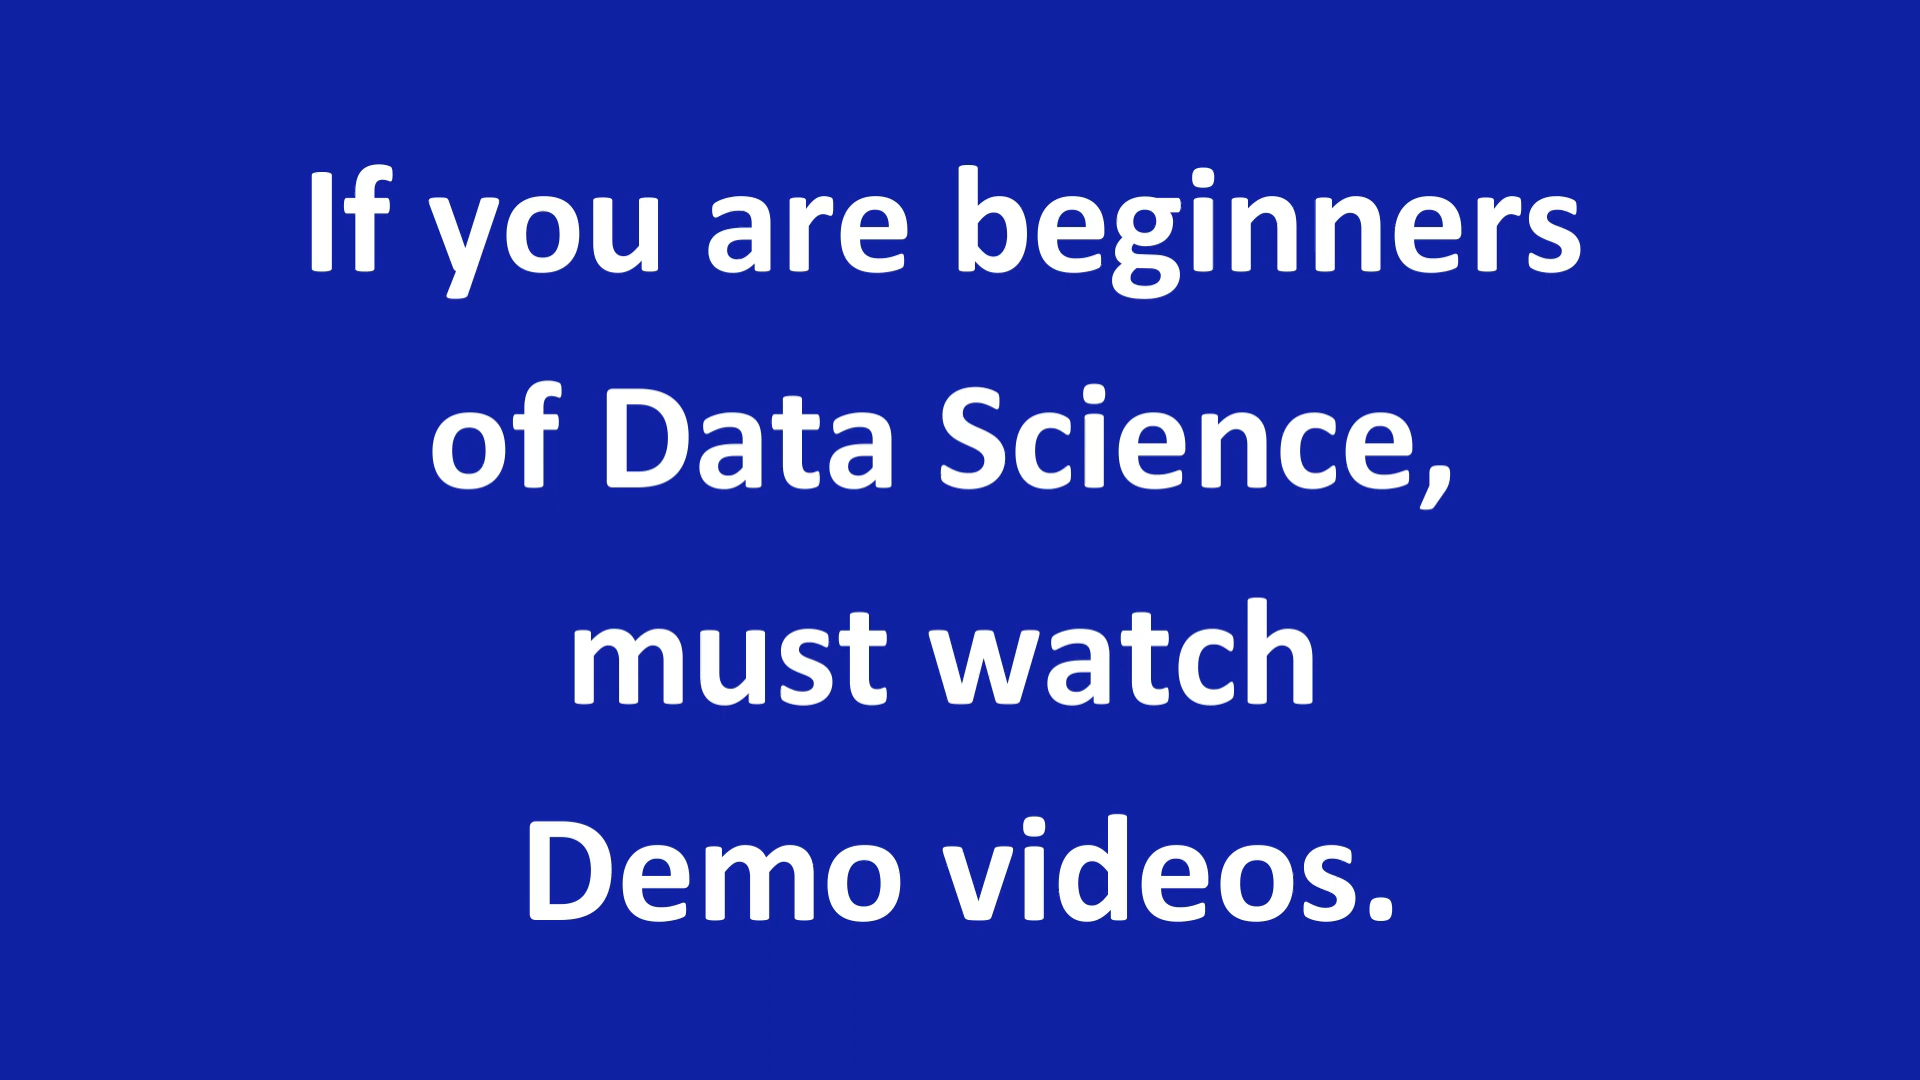 If you are beginners
of Data Science,
must watch
Demo videos.